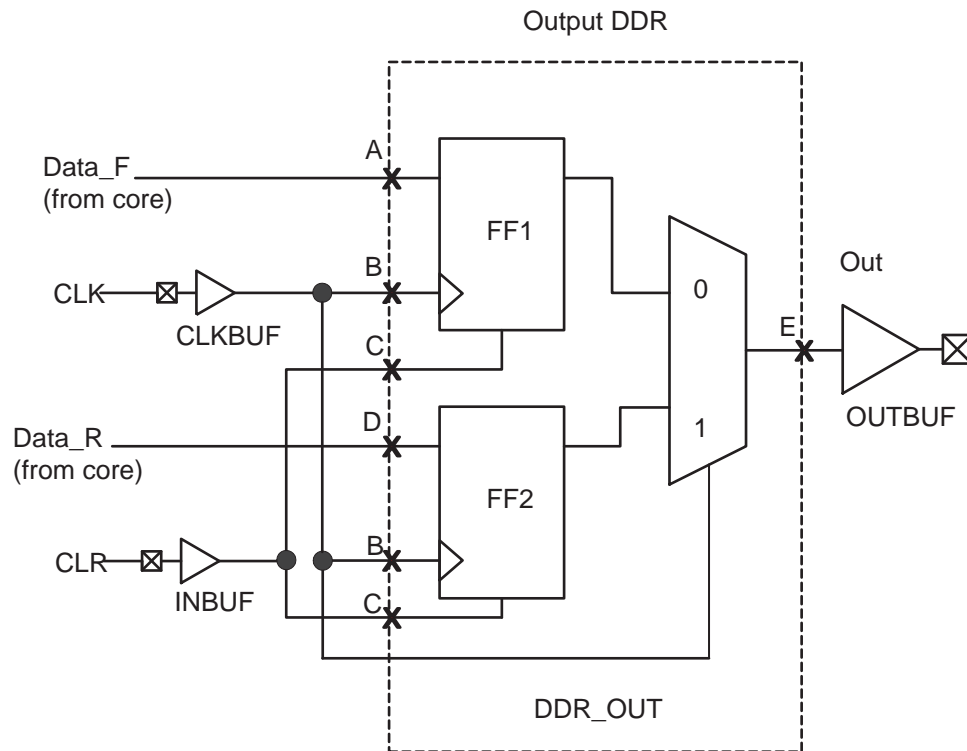 Output DDR
A
Data_F
(from core)
FF1
B
Out
CLK
0
CLKBUF
E
C
OUTBUF
D
1
Data_R
(from core)
FF2
B
CLR
INBUF
C
DDR_OUT